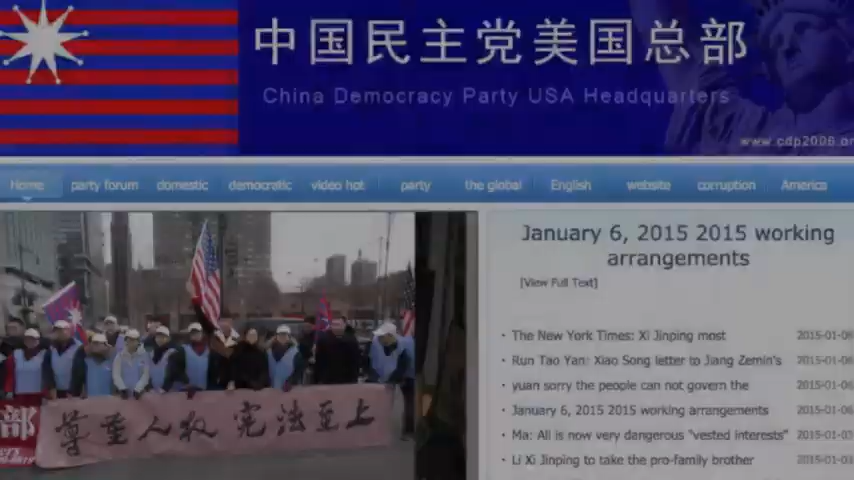 中国民主党美国总部
China Democracy Party USA Headquarters
www.cdp2006.or
Home party forum domestic democratic video hot party the global English website corruption America
January 6, 2015 2015 working
arrangements
[View Full Text]
The New York Times: Xi Jinping most 2015-01-06
Run Tao Yan: Xiao Song letter to Jiang Zemin's 2015-01-06
yuan sorry the people can not govern the 2015-01-06
January 6, 2015 2015 working arrangements 2015-01-06
Ma: All is now very dangerous "vested interests" 2015-01-03
Li Xi Jinping to take the pro-family brother 2015-01-03
部
尊至人权 宪法至上